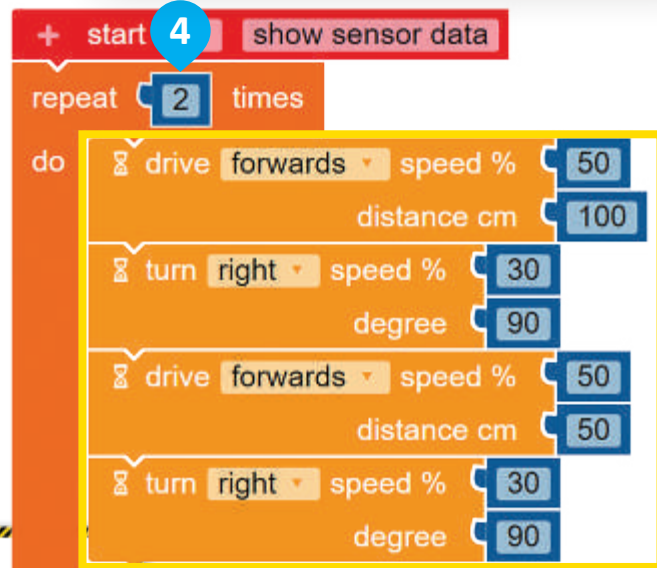 + start 4 show sensor data
repeat 2 times
do drive forwards speed % 50
distance cm 100
turn right speed % 30
degree 90
drive forwards speed % 50
distance cm 50
turn right speed % 30
degree 90